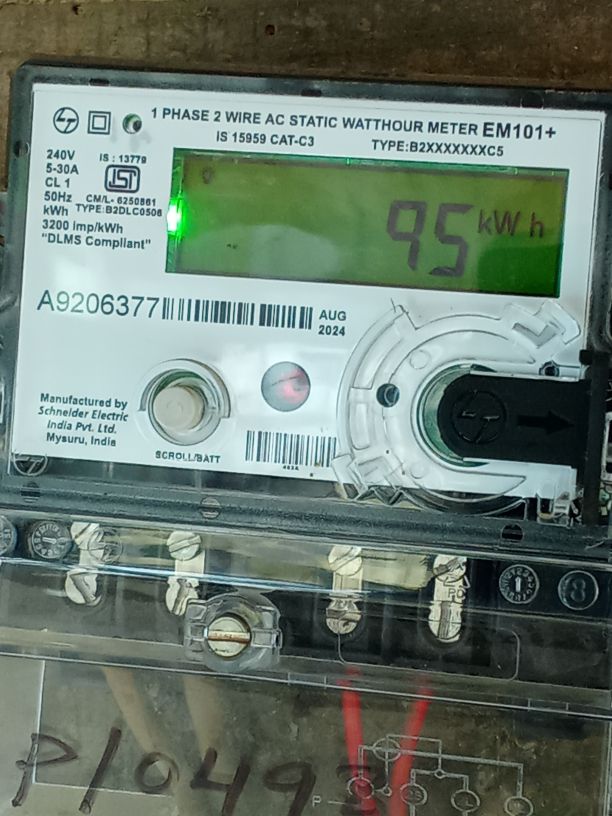 1 PHASE 2 WIRE AC STATIC WATTHOUR METER EM101+
IS 15959 CAT-C3 TYPE:B2XXXXXXXC5
240V
5-30A
CL 1
50Hz
kWh
3200 imp/kWh
"DLMS Compliant"
IS : 13779
ISI
CM/L- 6250861
TYPE:B2DLC0506
95 kWh
A9206377
AUG
2024
Manufactured by
Schneider Electric
India Pvt. Ltd.
Mysuru, India
SCROLL/BATT
P10493
P